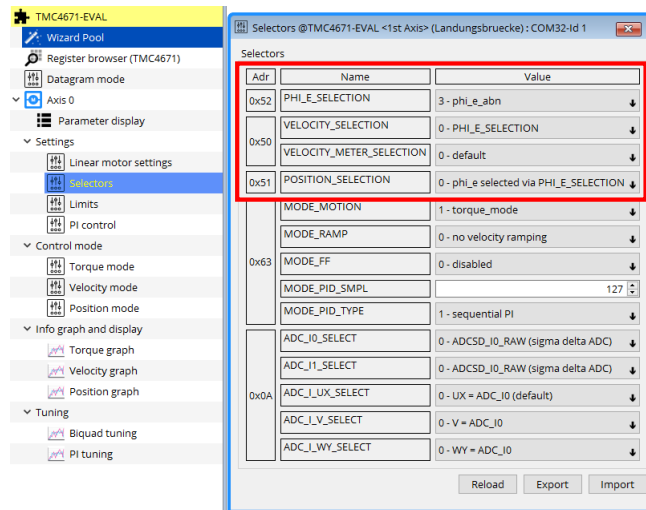 TMC4671-EVAL
Wizard Pool
Register browser (TMC4671)
Datagram mode
Axis 0
Parameter display
Settings
Linear motor settings
Selectors
Limits
PI control
Control mode
Torque mode
Velocity mode
Position mode
Info graph and display
Torque graph
Velocity graph
Position graph
Tuning
Biquad tuning
PI tuning
Selectors @TMC4671-EVAL <1st Axis> (Landungsbruecke) : COM32-Id 1
Selectors
Adr Name Value
0x52 PHI_E_SELECTION 3 - phi_e_abn
0x50 VELOCITY_SELECTION 0 - PHI_E_SELECTION
VELOCITY_METER_SELECTION 0 - default
0x51 POSITION_SELECTION 0 - phi_e selected via PHI_E_SELECTION
0x63 MODE_MOTION 1 - torque_mode
MODE_RAMP 0 - no velocity ramping
MODE_FF 0 - disabled
MODE_PID_SMPL 127
MODE_PID_TYPE 1 - sequential PI
0x0A ADC_I0_SELECT 0 - ADCSD_I0_RAW (sigma delta ADC)
ADC_I1_SELECT 0 - ADCSD_I0_RAW (sigma delta ADC)
ADC_I_UX_SELECT 0 - UX = ADC_I0 (default)
ADC_I_V_SELECT 0 - V = ADC_I0
ADC_I_WY_SELECT 0 - WY = ADC_I0
Reload Export Import